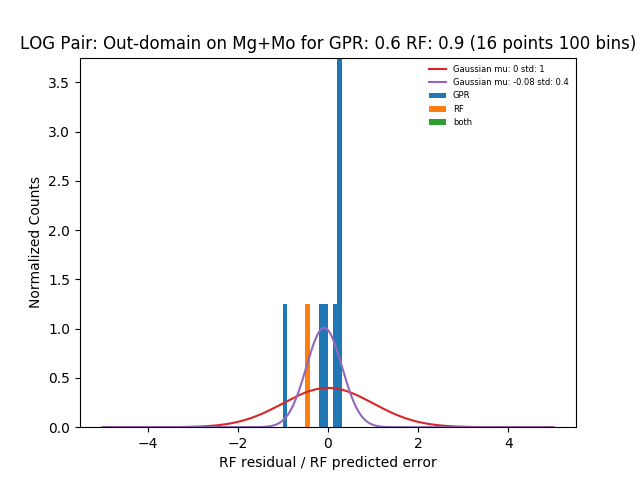 LOG Pair: Out-domain on Mg+Mo for GPR: 0.6 RF: 0.9 (16 points 100 bins)
Gaussian mu: 0 std: 1
Gaussian mu: -0.08 std: 0.4
GPR
RF
both
Normalized Counts
3.5
3.0
2.5
2.0
1.5
1.0
0.5
0.0
−4 −2 0 2 4
RF residual / RF predicted error